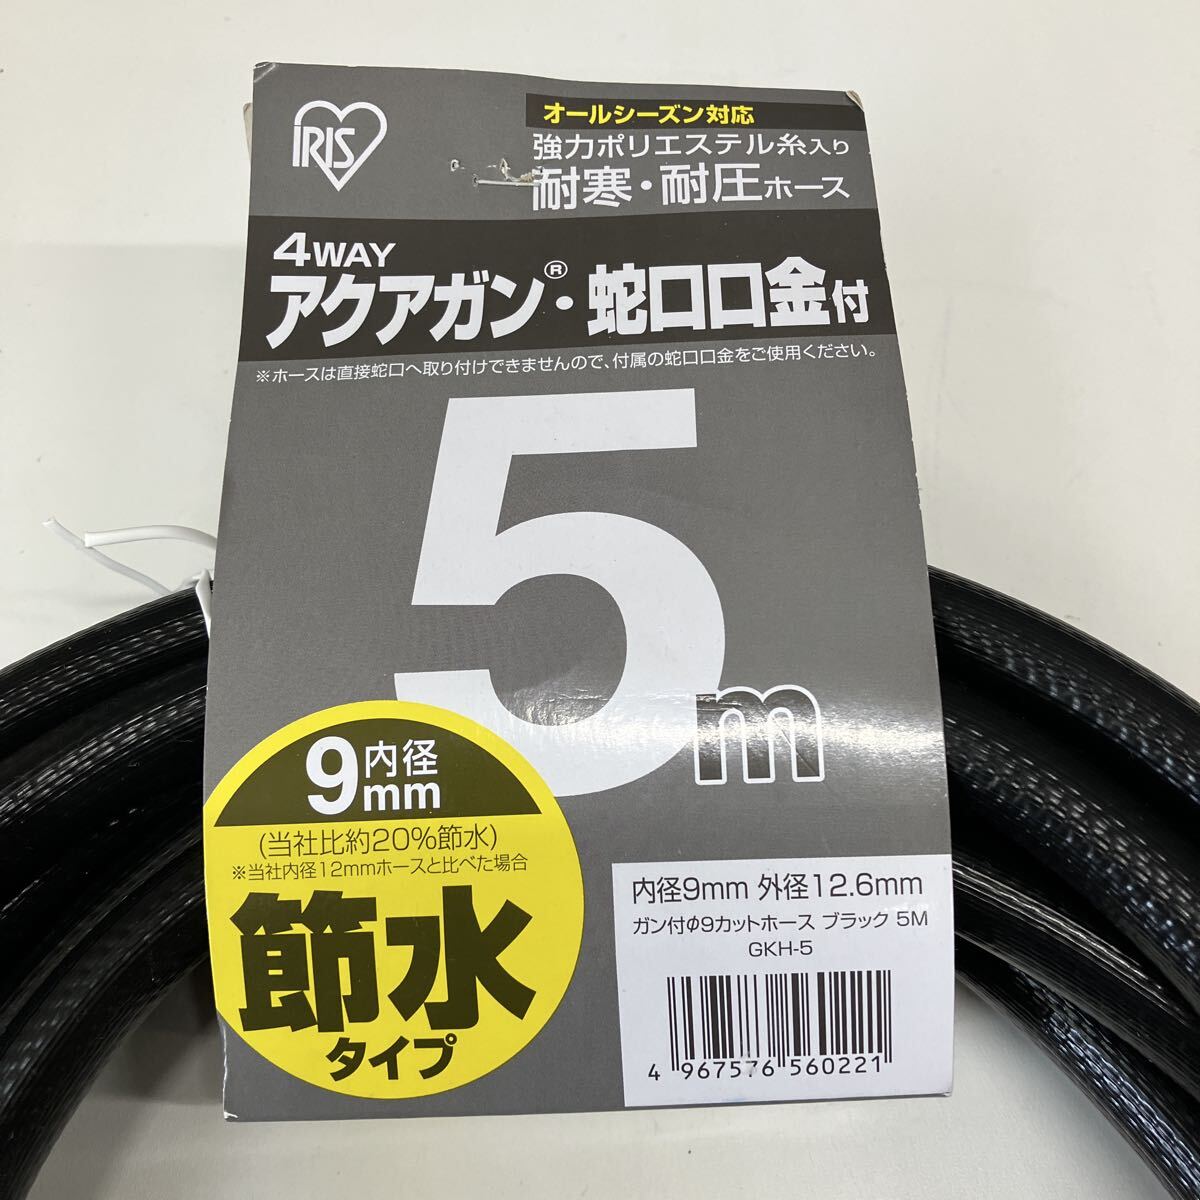 IRIS
オールシーズン対応
強力ポリエステル糸入り
耐寒・耐圧ホース
4WAY
アクアガン®・蛇口口金付
※ホースは直接蛇口へ取り付けできませんので、付属の蛇口口金をご使用ください。
5m
内径
9mm
(当社比約20%節水)
※当社内径12mmホースと比べた場合
節水
タイプ
内径9mm 外径12.6mm
ガン付φ9カットホース ブラック 5M
GKH-5
4 967576 560221